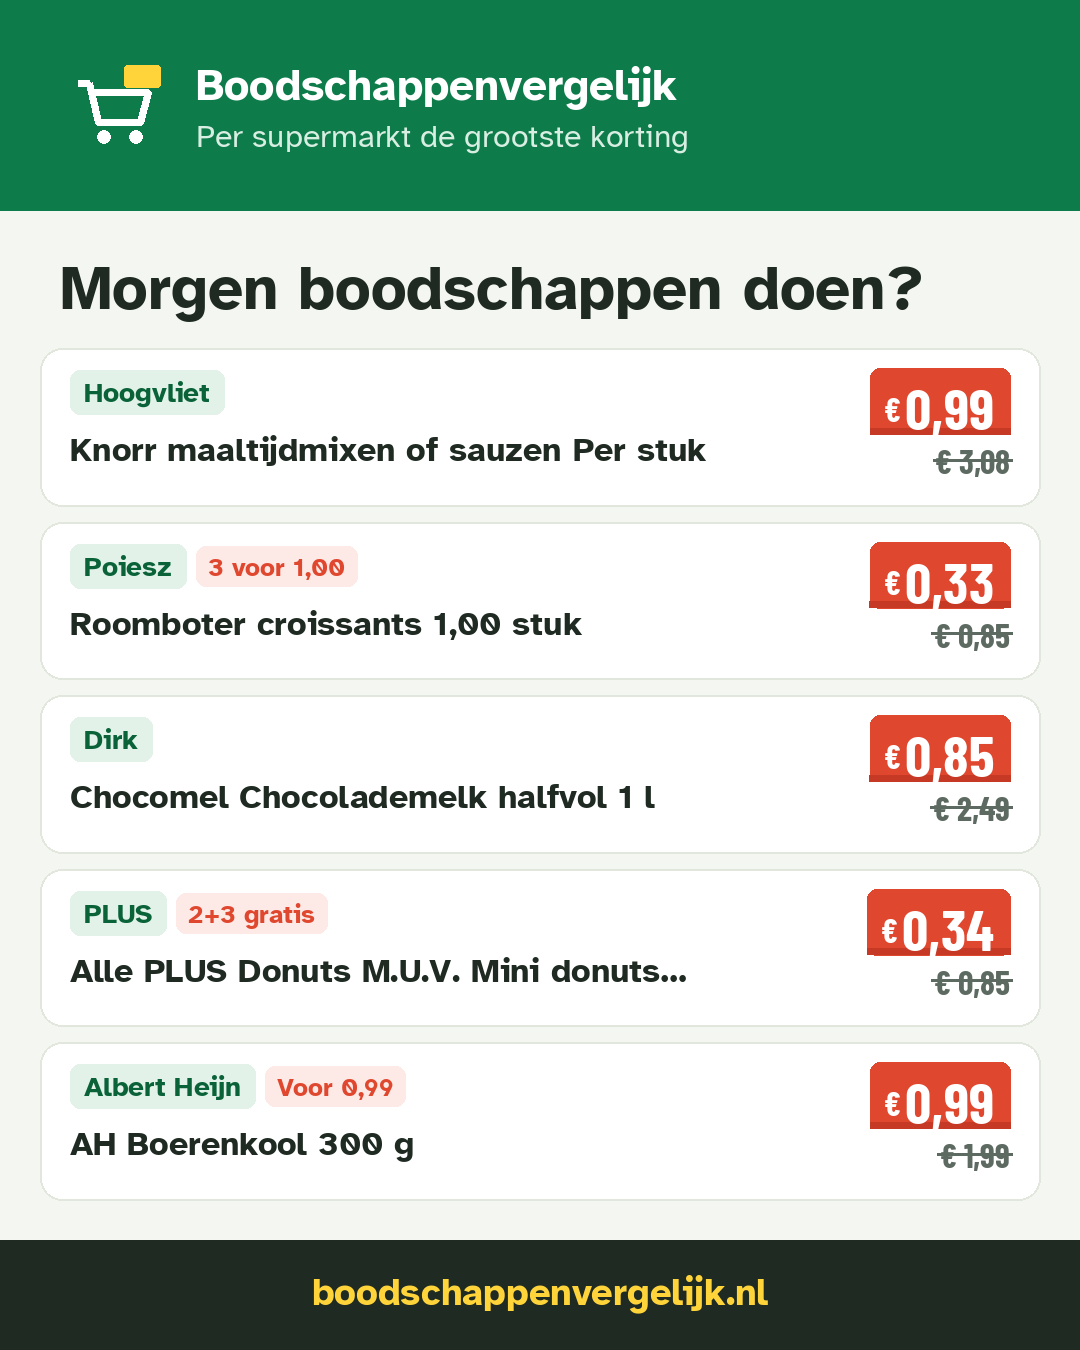 Boodschappenvergelijk
Per supermarkt de grootste korting
Morgen boodschappen doen?
Hoogvliet
Knorr maaltijdmixen of sauzen Per stuk
€ 0,99
€ 3,08
Poiesz
3 voor 1,00
Roomboter croissants 1,00 stuk
€ 0,33
€ 0,85
Dirk
Chocomel Chocolademelk halfvol 1 l
€ 0,85
€ 2,49
PLUS
2+3 gratis
Alle PLUS Donuts M.U.V. Mini donuts...
€ 0,34
€ 0,85
Albert Heijn
Voor 0,99
AH Boerenkool 300 g
€ 0,99
€ 1,99
boodschappenvergelijk.nl